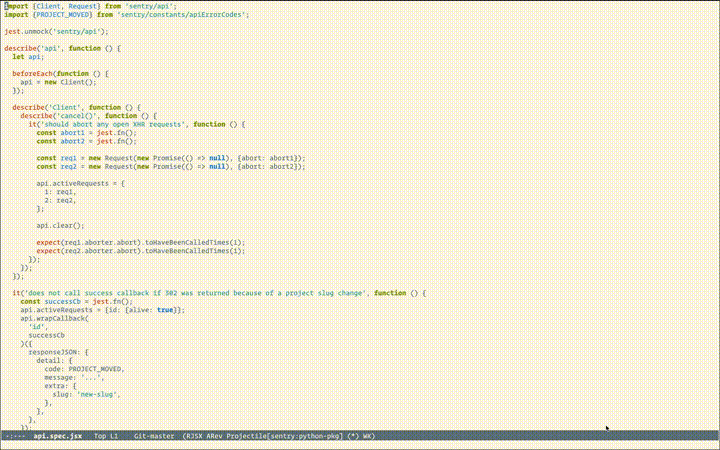 import {Client, Request} from 'sentry/api';
import {PROJECT_MOVED} from 'sentry/constants/apiErrorCodes';
jest.unmock('sentry/api');
describe('api', function () {
let api;
beforeEach(function () {
api = new Client();
});
describe('Client', function () {
describe('cancel()', function () {
it('should abort any open XHR requests', function () {
const abort1 = jest.fn();
const abort2 = jest.fn();
const req1 = new Request(new Promise(() => null), {abort: abort1});
const req2 = new Request(new Promise(() => null), {abort: abort2});
api.activeRequests = {
1: req1,
2: req2,
};
api.clear();
expect(req1.aborter.abort).toHaveBeenCalledTimes(1);
expect(req2.aborter.abort).toHaveBeenCalledTimes(1);
});
});
});
it('does not call success callback if 302 was returned because of a project slug change', function () {
const successCb = jest.fn();
api.activeRequests = {id: {alive: true}};
api.wrapCallback(
'id',
successCb
)({
responseJSON: {
detail: {
code: PROJECT_MOVED,
message: '...',
extra: {
slug: 'new-slug',
},
},
},
});
-:--- api.spec.jsx Top L1 Git-master (RJSX ARev Projectile[sentry:python-pkg] (*) WK)